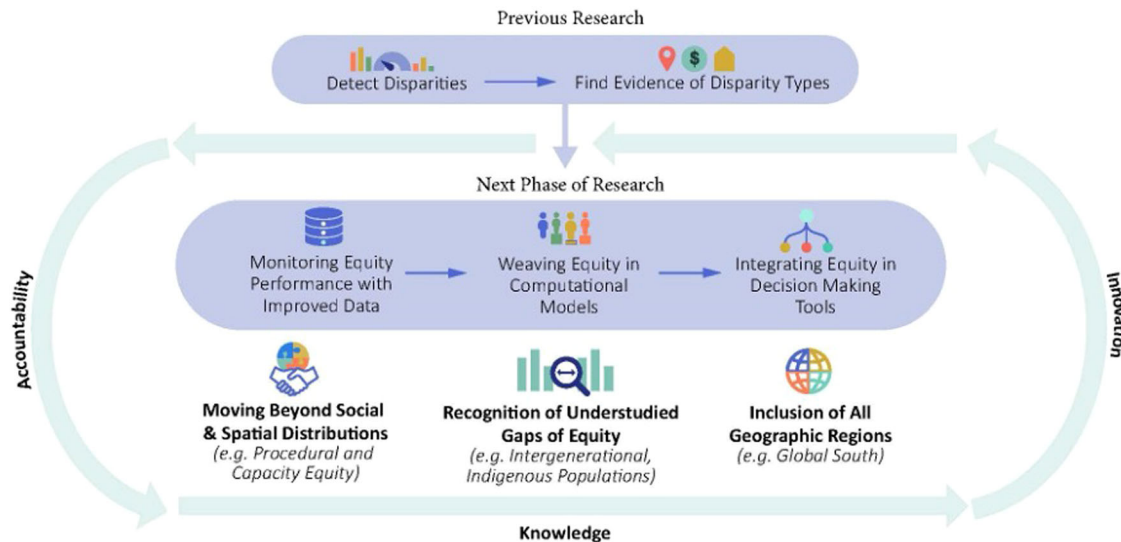 Previous Research
$
Detect Disparities
Find Evidence of Disparity Types
Next Phase of Research
Monitoring Equity
Performance with
Improved Data
Weaving Equity in
Computational
Models
Integrating Equity in
Decision Making
Tools
Accountability
Innovation
Moving Beyond Social
& Spatial Distributions
(e.g. Procedural and
Capacity Equity)
Recognition of Understudied
Gaps of Equity
(e.g. Intergenerational,
Indigenous Populations)
Inclusion of All
Geographic Regions
(e.g. Global South)
Knowledge